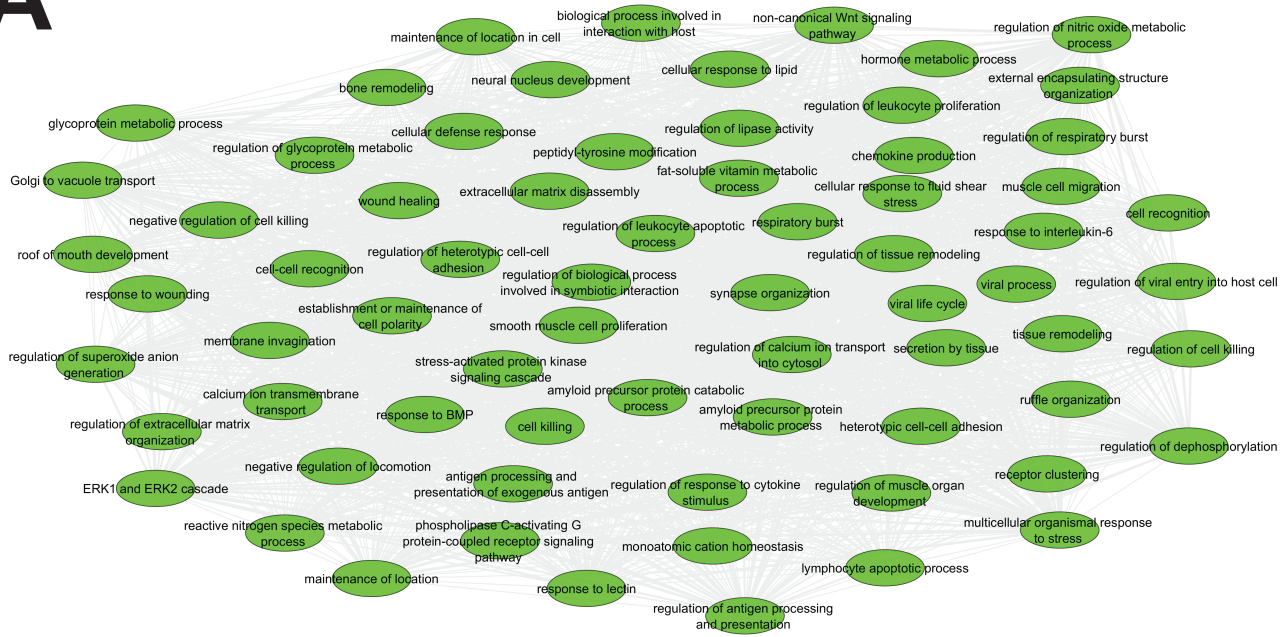 A
biological process involved in
interaction with host
non-canonical Wnt signaling
pathway
regulation of nitric oxide metabolic
process
maintenance of location in cell
hormone metabolic process
cellular response to lipid
neural nucleus development
external encapsulating structure
organization
bone remodeling
regulation of leukocyte proliferation
glycoprotein metabolic process
cellular defense response
regulation of lipase activity
regulation of respiratory burst
regulation of glycoprotein metabolic
process
peptidyl-tyrosine modification
chemokine production
fat-soluble vitamin metabolic
process
Golgi to vacuole transport
extracellular matrix disassembly
cellular response to fluid shear
stress
muscle cell migration
wound healing
cell recognition
negative regulation of cell killing
regulation of leukocyte apoptotic
process
respiratory burst
response to interleukin-6
roof of mouth development
regulation of heterotypic cell-cell
adhesion
regulation of tissue remodeling
cell-cell recognition
regulation of biological process
involved in symbiotic interaction
viral process
regulation of viral entry into host cell
response to wounding
synapse organization
viral life cycle
establishment or maintenance of
cell polarity
smooth muscle cell proliferation
membrane invagination
tissue remodeling
regulation of superoxide anion
generation
stress-activated protein kinase
signaling cascade
regulation of calcium ion transport
into cytosol
secretion by tissue
regulation of cell killing
calcium ion transmembrane
transport
amyloid precursor protein catabolic
process
ruffle organization
response to BMP
amyloid precursor protein
metabolic process
regulation of extracellular matrix
organization
cell killing
heterotypic cell-cell adhesion
regulation of dephosphorylation
negative regulation of locomotion
antigen processing and
presentation of exogenous antigen
regulation of response to cytokine
stimulus
regulation of muscle organ
development
receptor clustering
ERK1 and ERK2 cascade
reactive nitrogen species metabolic
process
phospholipase C-activating G
protein-coupled receptor signaling
pathway
monoatomic cation homeostasis
multicellular organismal response
to stress
maintenance of location
response to lectin
lymphocyte apoptotic process
regulation of antigen processing
and presentation